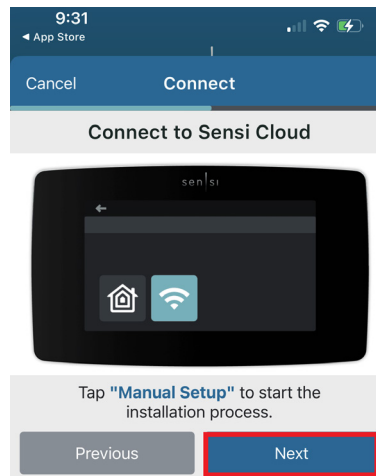 9:31
◄ App Store
Cancel
Connect
Connect to Sensi Cloud
sensi
Tap "Manual Setup" to start the
installation process.
Previous
Next